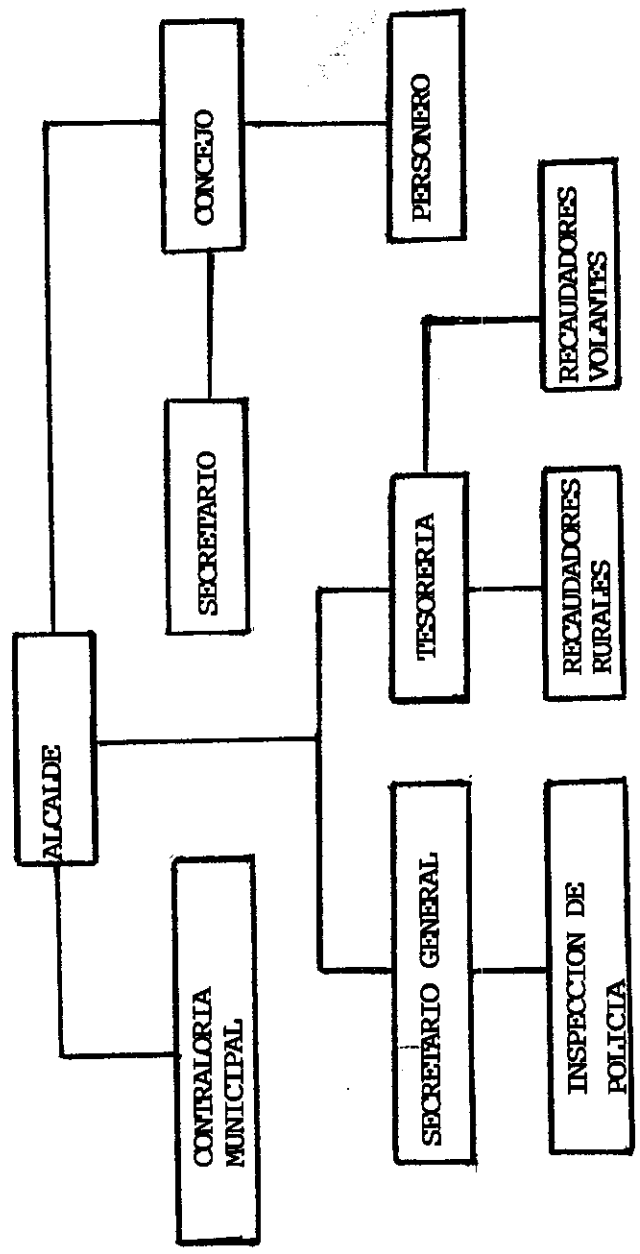 ALCALDE
CONTRALORIA
MUNICIPAL
SECRETARIO
CONCEJO
SECRETARIO GENERAL
TESORERIA
PERSONERO
INSPECCION DE
POLICIA
RECAUDADORES
RURALES
RECAUDADORES
VOLANTES